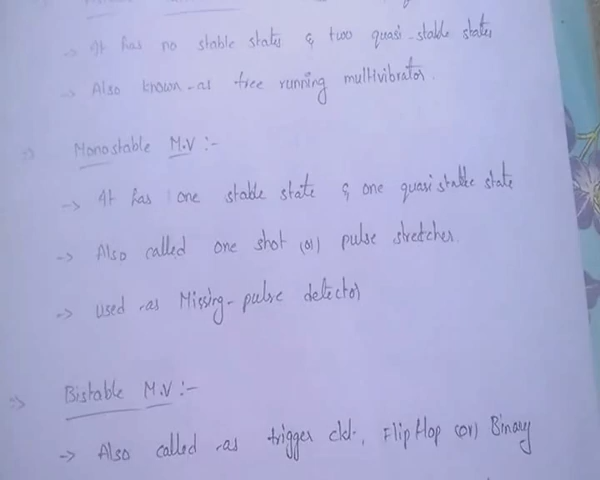 -> It has no stable states & two quasi-stable states
-> Also known-as free running multivibrator.
=> Monostable M.V :-
-> It has one stable state & one quasi stable state
-> Also called one shot (or) pulse stretcher.
-> used as Missing-pulse detector
=> Bistable M.V :-
-> Also called as trigger ckt, Flip Flop (or) Binary